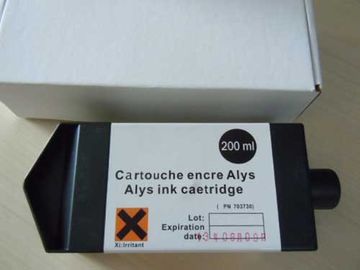 200 ml
Cartouche encre Alys
Alys ink caetridge
( PN 703730)
Lot:
Expiration
date:
Xi:Irritant